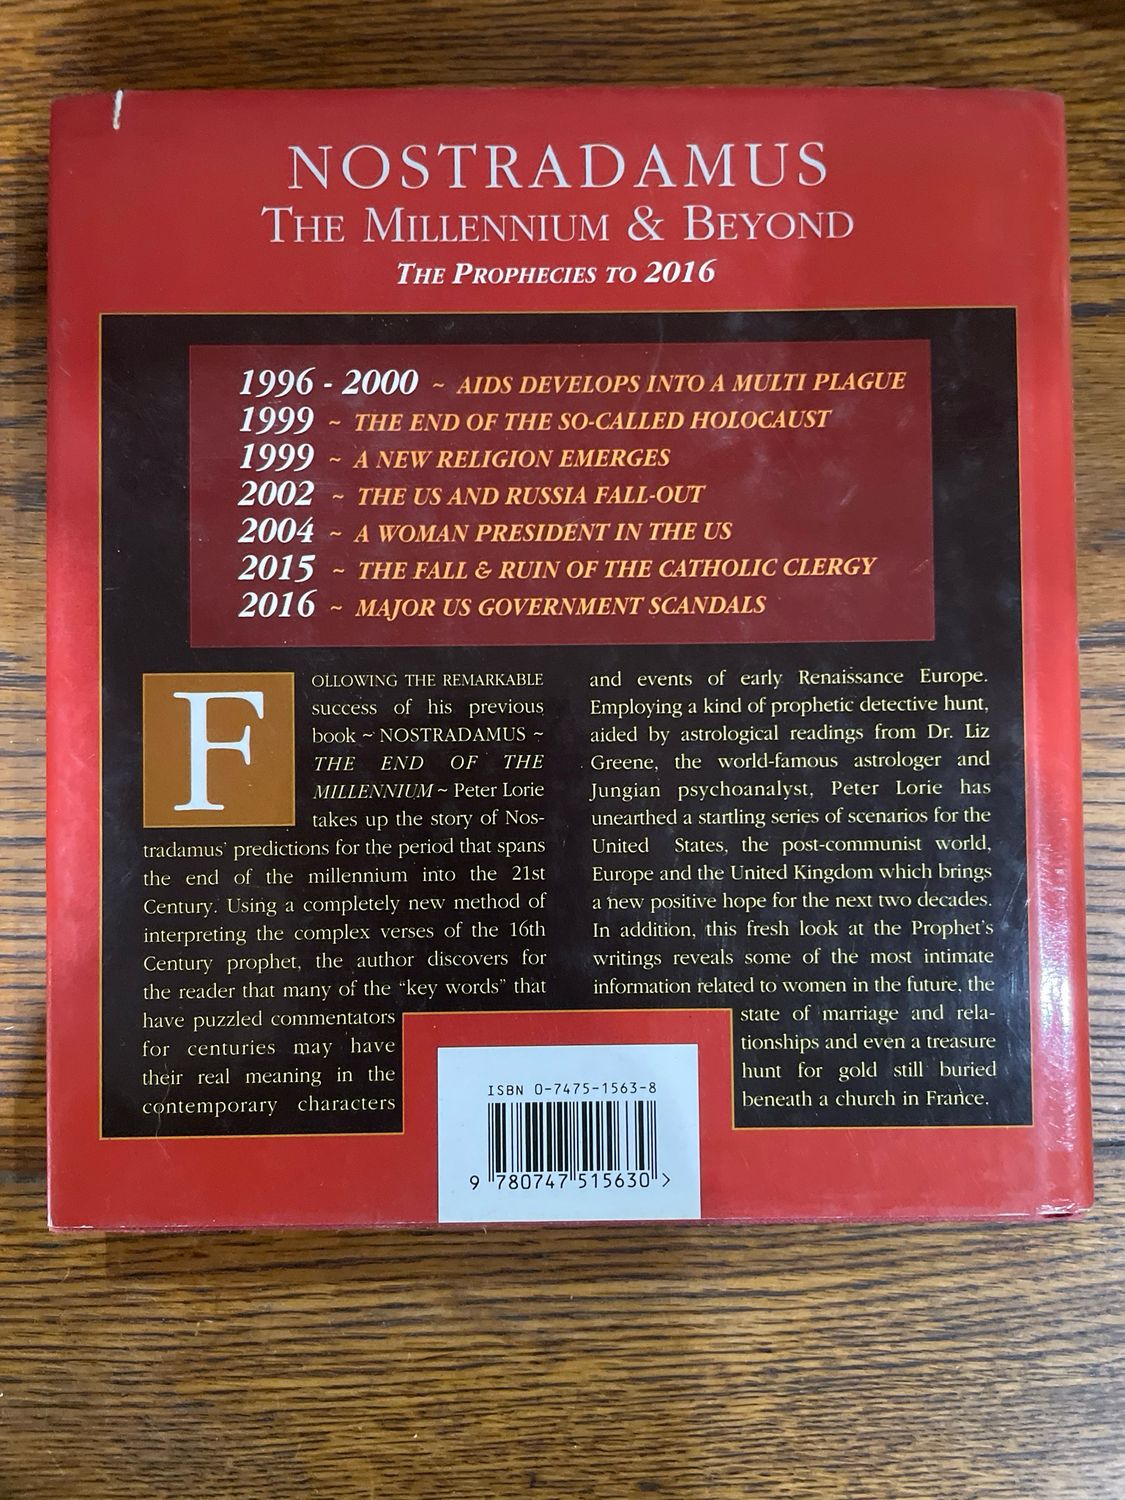 NOSTRADAMUS
THE MILLENNIUM & BEYOND
THE PROPHECIES TO 2016
1996 - 2000 ~ AIDS DEVELOPS INTO A MULTI PLAGUE
1999 ~ THE END OF THE SO-CALLED HOLOCAUST
1999 ~ A NEW RELIGION EMERGES
2002 ~ THE US AND RUSSIA FALL-OUT
2004 ~ A WOMAN PRESIDENT IN THE US
2015 ~ THE FALL & RUIN OF THE CATHOLIC CLERGY
2016 ~ MAJOR US GOVERNMENT SCANDALS
FOLLOWING THE REMARKABLE
success of his previous
book ~ NOSTRADAMUS ~
THE END OF THE
MILLENNIUM ~ Peter Lorie
takes up the story of Nos-
tradamus' predictions for the period that spans
the end of the millennium into the 21st
Century. Using a completely new method of
interpreting the complex verses of the 16th
Century prophet, the author discovers for
the reader that many of the "key words" that
have puzzled commentators
for centuries may have
their real meaning in the
contemporary characters
and events of early Renaissance Europe.
Employing a kind of prophetic detective hunt,
aided by astrological readings from Dr. Liz
Greene, the world-famous astrologer and
Jungian psychoanalyst, Peter Lorie has
unearthed a startling series of scenarios for the
United States, the post-communist world,
Europe and the United Kingdom which brings
a new positive hope for the next two decades.
In addition, this fresh look at the Prophet's
writings reveals some of the most intimate
information related to women in the future, the
state of marriage and rela-
tionships and even a treasure
hunt for gold still buried
beneath a church in France.
ISBN 0-7475-1563-8
9 780747 515630 >